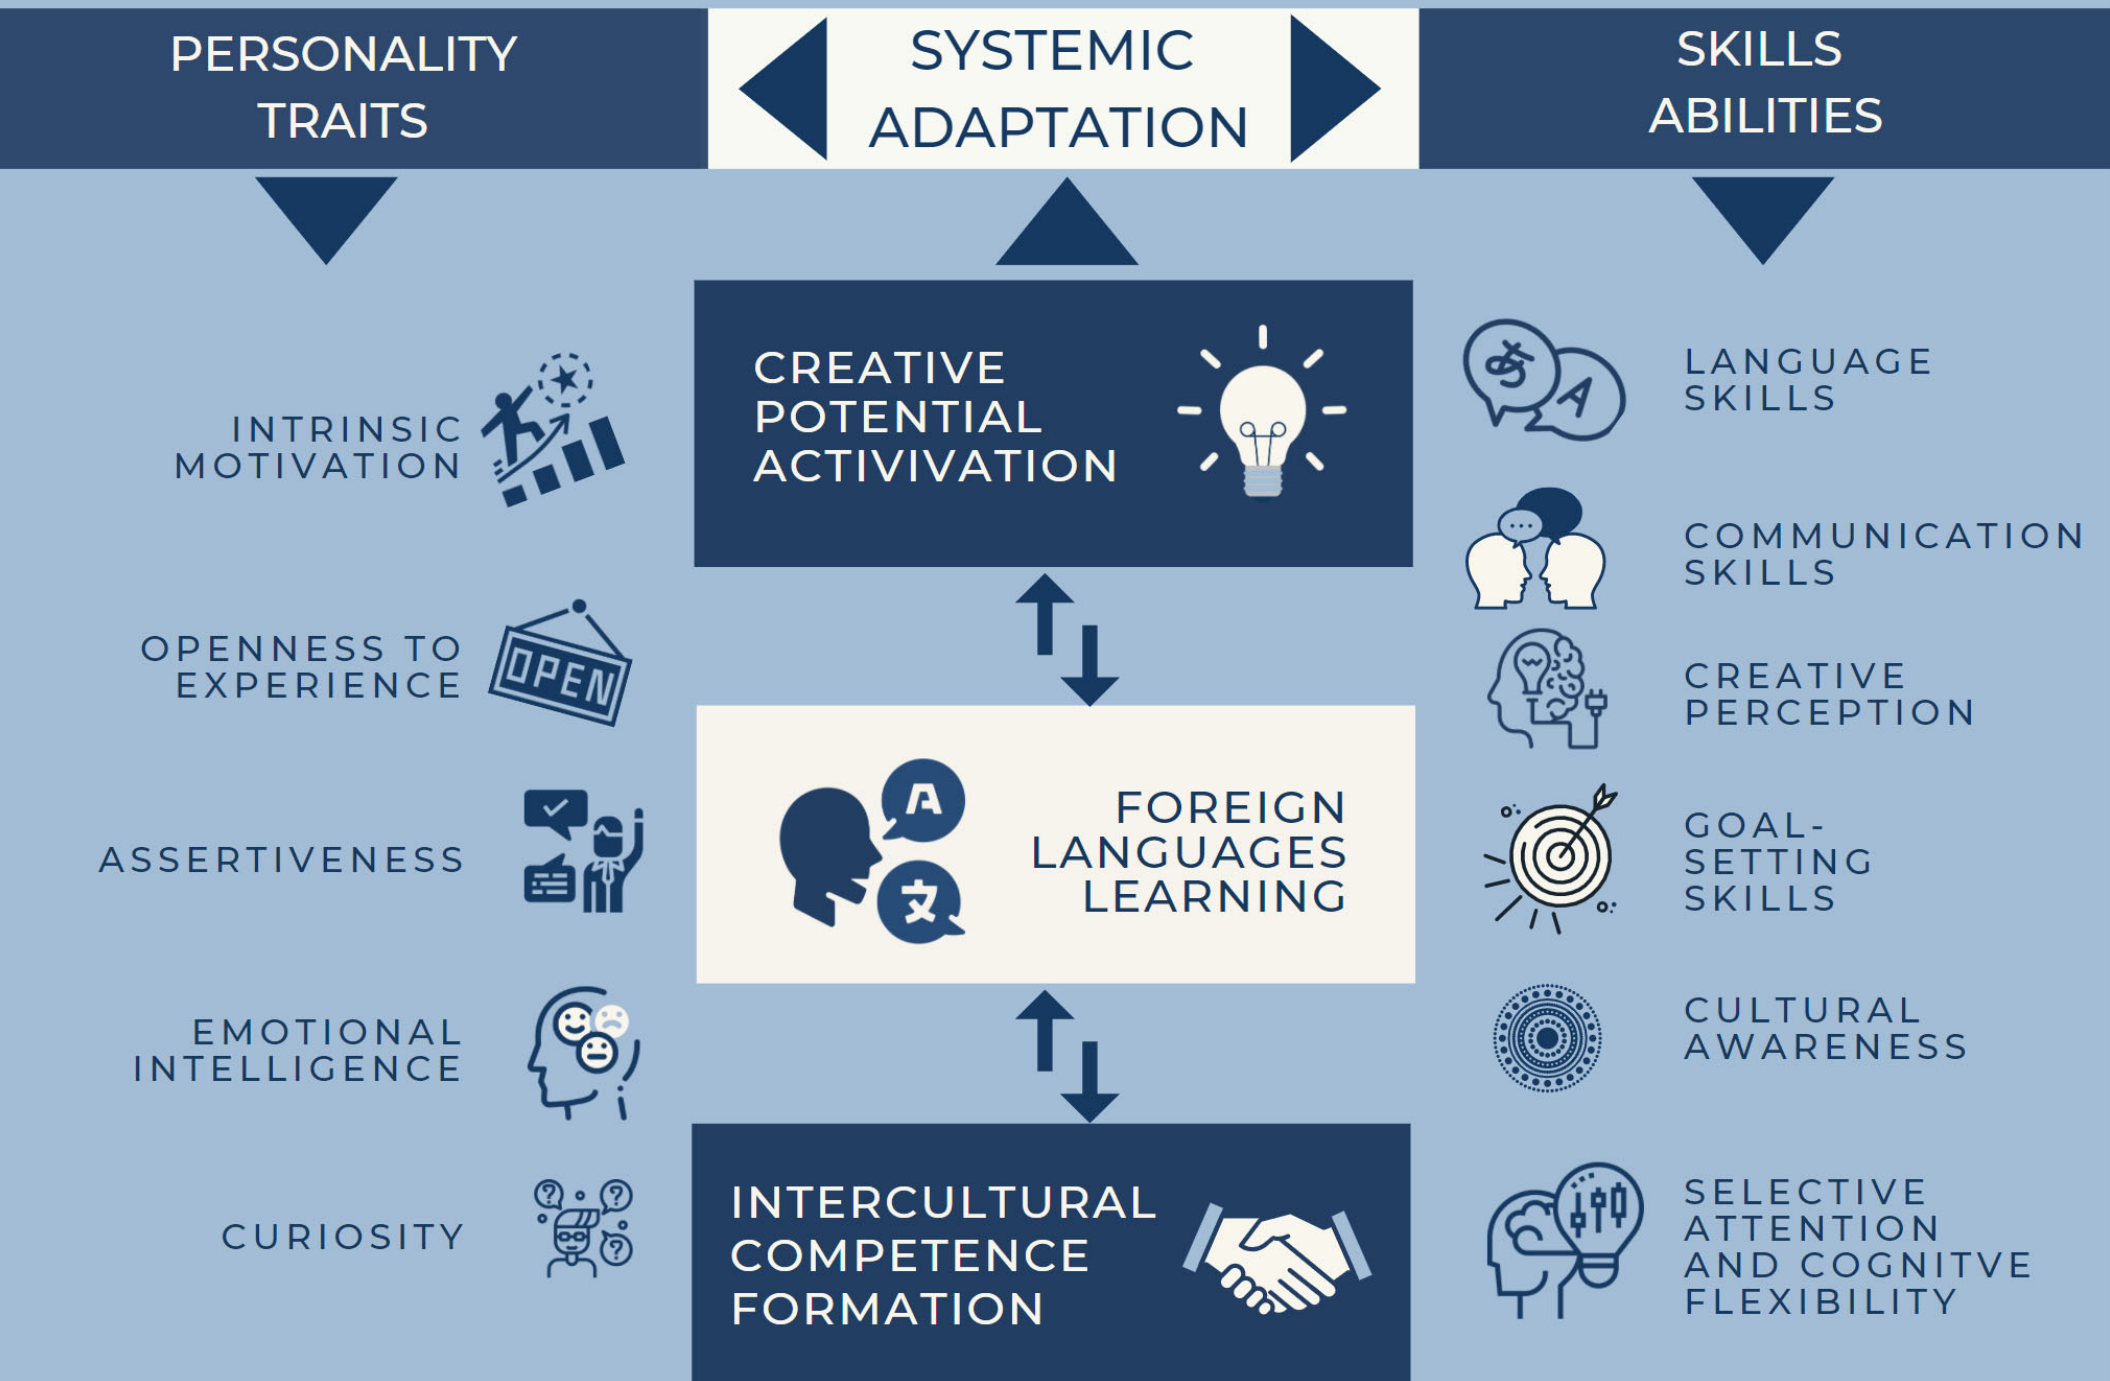 PERSONALITY
TRAITS
SYSTEMIC
ADAPTATION
SKILLS
ABILITIES
INTRINSIC
MOTIVATION
OPENNESS TO
EXPERIENCE
OPEN
ASSERTIVENESS
EMOTIONAL
INTELLIGENCE
CURIOSITY
CREATIVE
POTENTIAL
ACTIVIVATION
A
文
FOREIGN
LANGUAGES
LEARNING
INTERCULTURAL
COMPETENCE
FORMATION
あ
A
LANGUAGE
SKILLS
COMMUNICATION
SKILLS
CREATIVE
PERCEPTION
GOAL-
SETTING
SKILLS
CULTURAL
AWARENESS
SELECTIVE
ATTENTION
AND COGNITVE
FLEXIBILITY